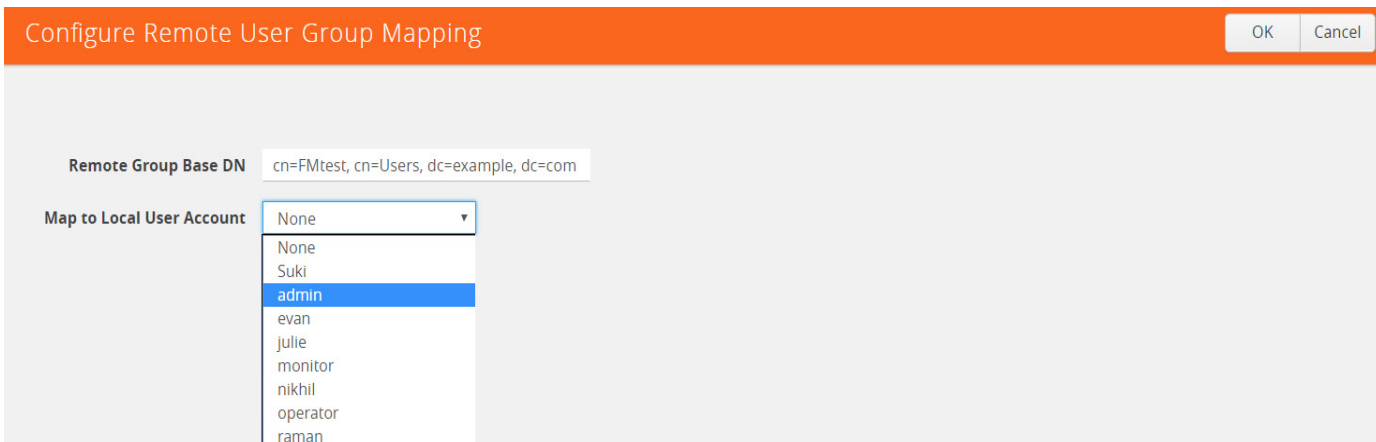 Configure Remote User Group Mapping
OK Cancel
Remote Group Base DN cn=FMtest, cn=Users, dc=example, dc=com
Map to Local User Account None
None
Suki
admin
evan
julie
monitor
nikhil
operator
raman